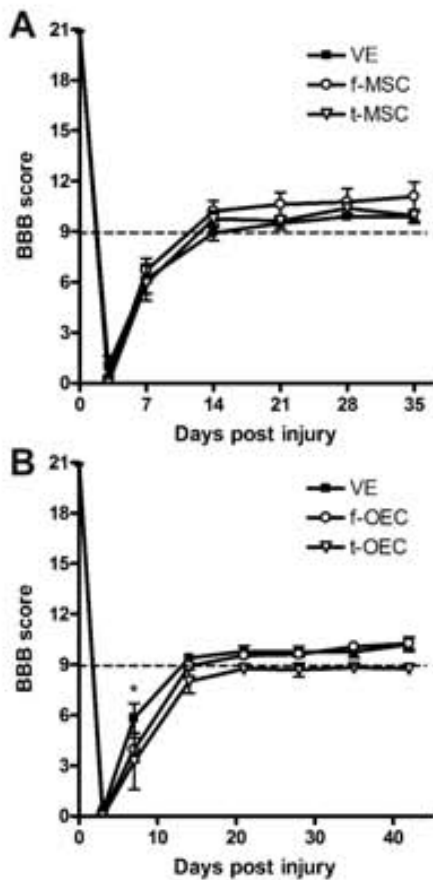 A
21
18
15
12
9
6
3
0
BBB score
VE
f-MSC
t-MSC
0 7 14 21 28 35
Days post injury
B
21
18
15
12
9
6
3
0
BBB score
VE
f-OEC
t-OEC
*
0 10 20 30 40
Days post injury